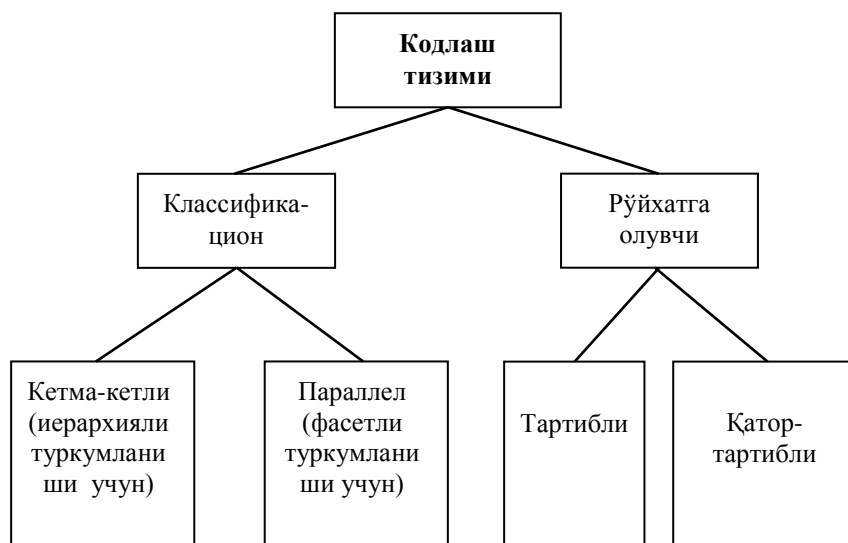 Кодлаш
тизими
Классифика-
цион
Рўйхатга
олувчи
Кетма-кетли
(иерархияли
туркумлани
ши учун)
Параллел
(фасетли
туркумлани
ши учун)
Тартибли
Қатор-
тартибли